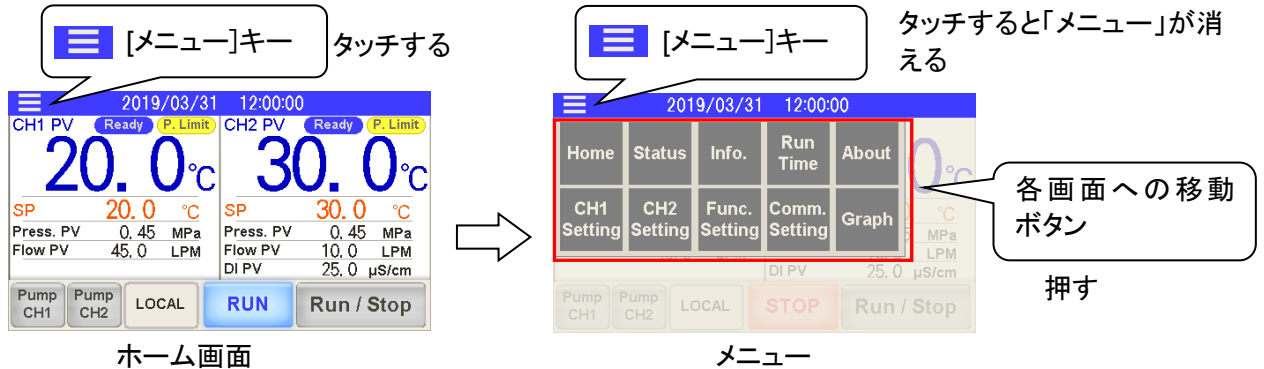 [メニュー]キー
タッチする
2019/03/31 12:00:00
CH1 PV Ready P. Limit
20. 0 ℃
SP 20. 0 ℃
Press. PV 0. 45 MPa
Flow PV 45. 0 LPM
CH2 PV Ready P. Limit
30. 0 ℃
SP 30. 0 ℃
Press. PV 0. 45 MPa
Flow PV 10. 0 LPM
DI PV 25. 0 μS/cm
Pump CH1
Pump CH2
LOCAL
RUN
Run / Stop
ホーム画面
[メニュー]キー
タッチすると「メニュー」が消
える
2019/03/31 12:00:00
Home Status Info. Run Time About
CH1 Setting CH2 Setting Func. Setting Comm. Setting Graph
0 ℃
℃
5 MPa
LPM
DI PV 25. 0 μS/cm
Pump CH1
Pump CH2
LOCAL
STOP
Run / Stop
各画面への移動
ボタン
押す
メニュー